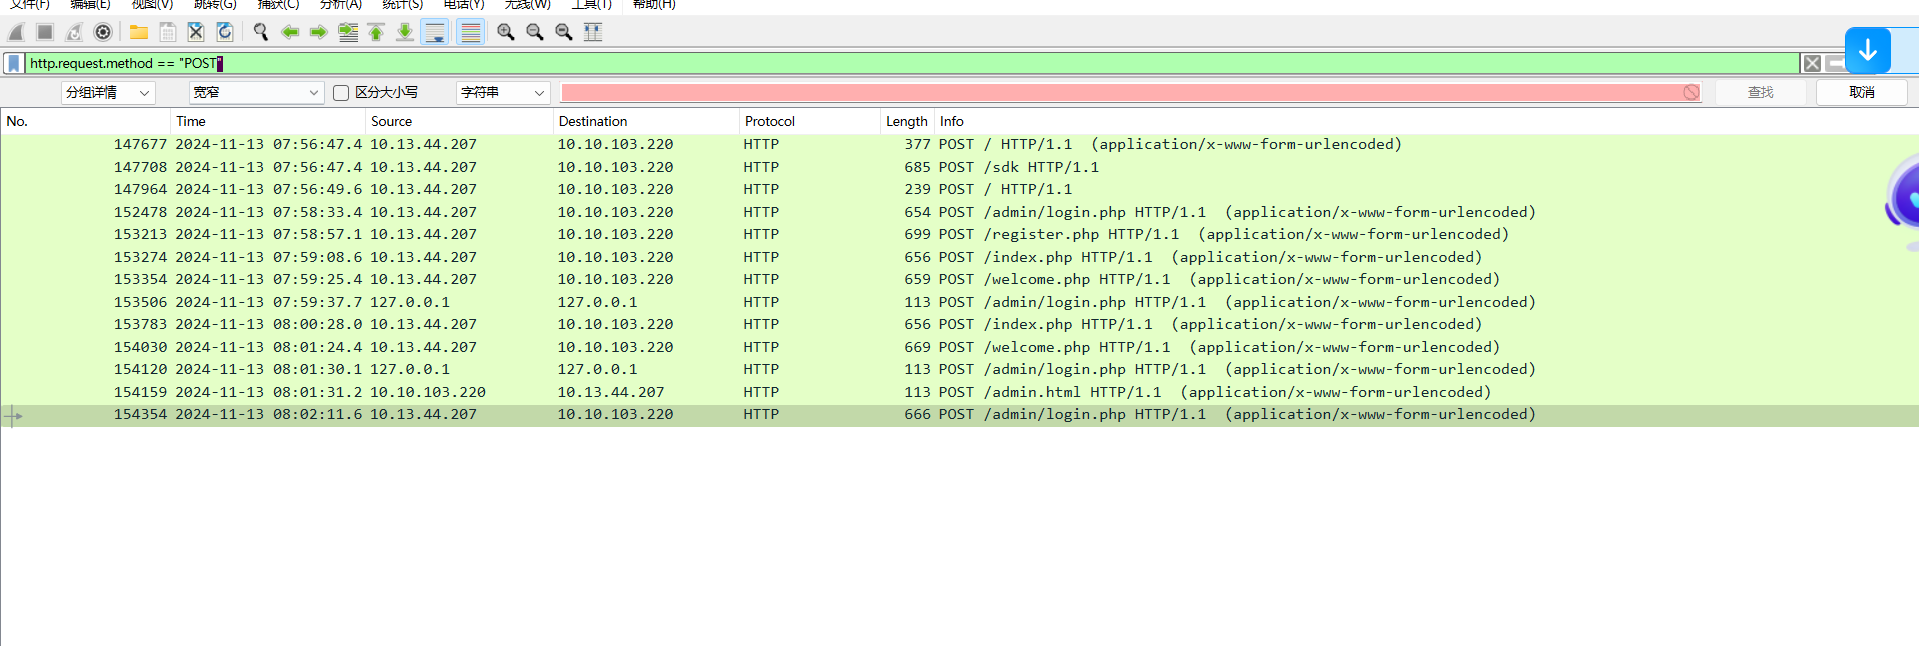 文件(F) 编辑(E) 视图(V) 跳转(G) 捕获(C) 分析(A) 统计(S) 电话(Y) 无线(W) 工具(T) 帮助(H)
http.request.method == "POST"
分组详情 宽窄 区分大小写 字符串 查找 取消
No. Time Source Destination Protocol Length Info
147677 2024-11-13 07:56:47.4 10.13.44.207 10.10.103.220 HTTP 377 POST / HTTP/1.1 (application/x-www-form-urlencoded)
147708 2024-11-13 07:56:47.4 10.13.44.207 10.10.103.220 HTTP 685 POST /sdk HTTP/1.1
147964 2024-11-13 07:56:49.6 10.13.44.207 10.10.103.220 HTTP 239 POST / HTTP/1.1
152478 2024-11-13 07:58:33.4 10.13.44.207 10.10.103.220 HTTP 654 POST /admin/login.php HTTP/1.1 (application/x-www-form-urlencoded)
153213 2024-11-13 07:58:57.1 10.13.44.207 10.10.103.220 HTTP 699 POST /register.php HTTP/1.1 (application/x-www-form-urlencoded)
153274 2024-11-13 07:59:08.6 10.13.44.207 10.10.103.220 HTTP 656 POST /index.php HTTP/1.1 (application/x-www-form-urlencoded)
153354 2024-11-13 07:59:25.4 10.13.44.207 10.10.103.220 HTTP 659 POST /welcome.php HTTP/1.1 (application/x-www-form-urlencoded)
153506 2024-11-13 07:59:37.7 127.0.0.1 127.0.0.1 HTTP 113 POST /admin/login.php HTTP/1.1 (application/x-www-form-urlencoded)
153783 2024-11-13 08:00:28.0 10.13.44.207 10.10.103.220 HTTP 656 POST /index.php HTTP/1.1 (application/x-www-form-urlencoded)
154030 2024-11-13 08:01:24.4 10.13.44.207 10.10.103.220 HTTP 669 POST /welcome.php HTTP/1.1 (application/x-www-form-urlencoded)
154120 2024-11-13 08:01:30.1 127.0.0.1 127.0.0.1 HTTP 113 POST /admin/login.php HTTP/1.1 (application/x-www-form-urlencoded)
154159 2024-11-13 08:01:31.2 10.10.103.220 10.13.44.207 HTTP 113 POST /admin.html HTTP/1.1 (application/x-www-form-urlencoded)
154354 2024-11-13 08:02:11.6 10.13.44.207 10.10.103.220 HTTP 666 POST /admin/login.php HTTP/1.1 (application/x-www-form-urlencoded)